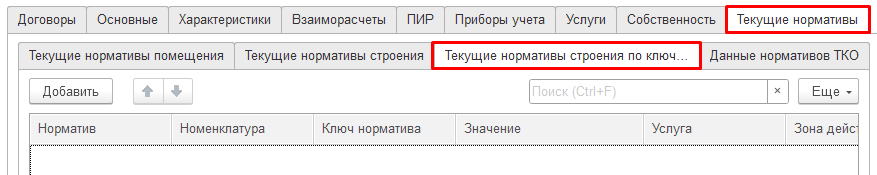 Договоры Основные Характеристики Взаиморасчеты ПИР Приборы учета Услуги Собственность Текущие нормативы
Текущие нормативы помещения Текущие нормативы строения Текущие нормативы строения по ключ... Данные нормативов ТКО
Добавить Поиск (Ctrl+F) × Еще
Норматив Номенклатура Ключ норматива Значение Услуга Зона дейст